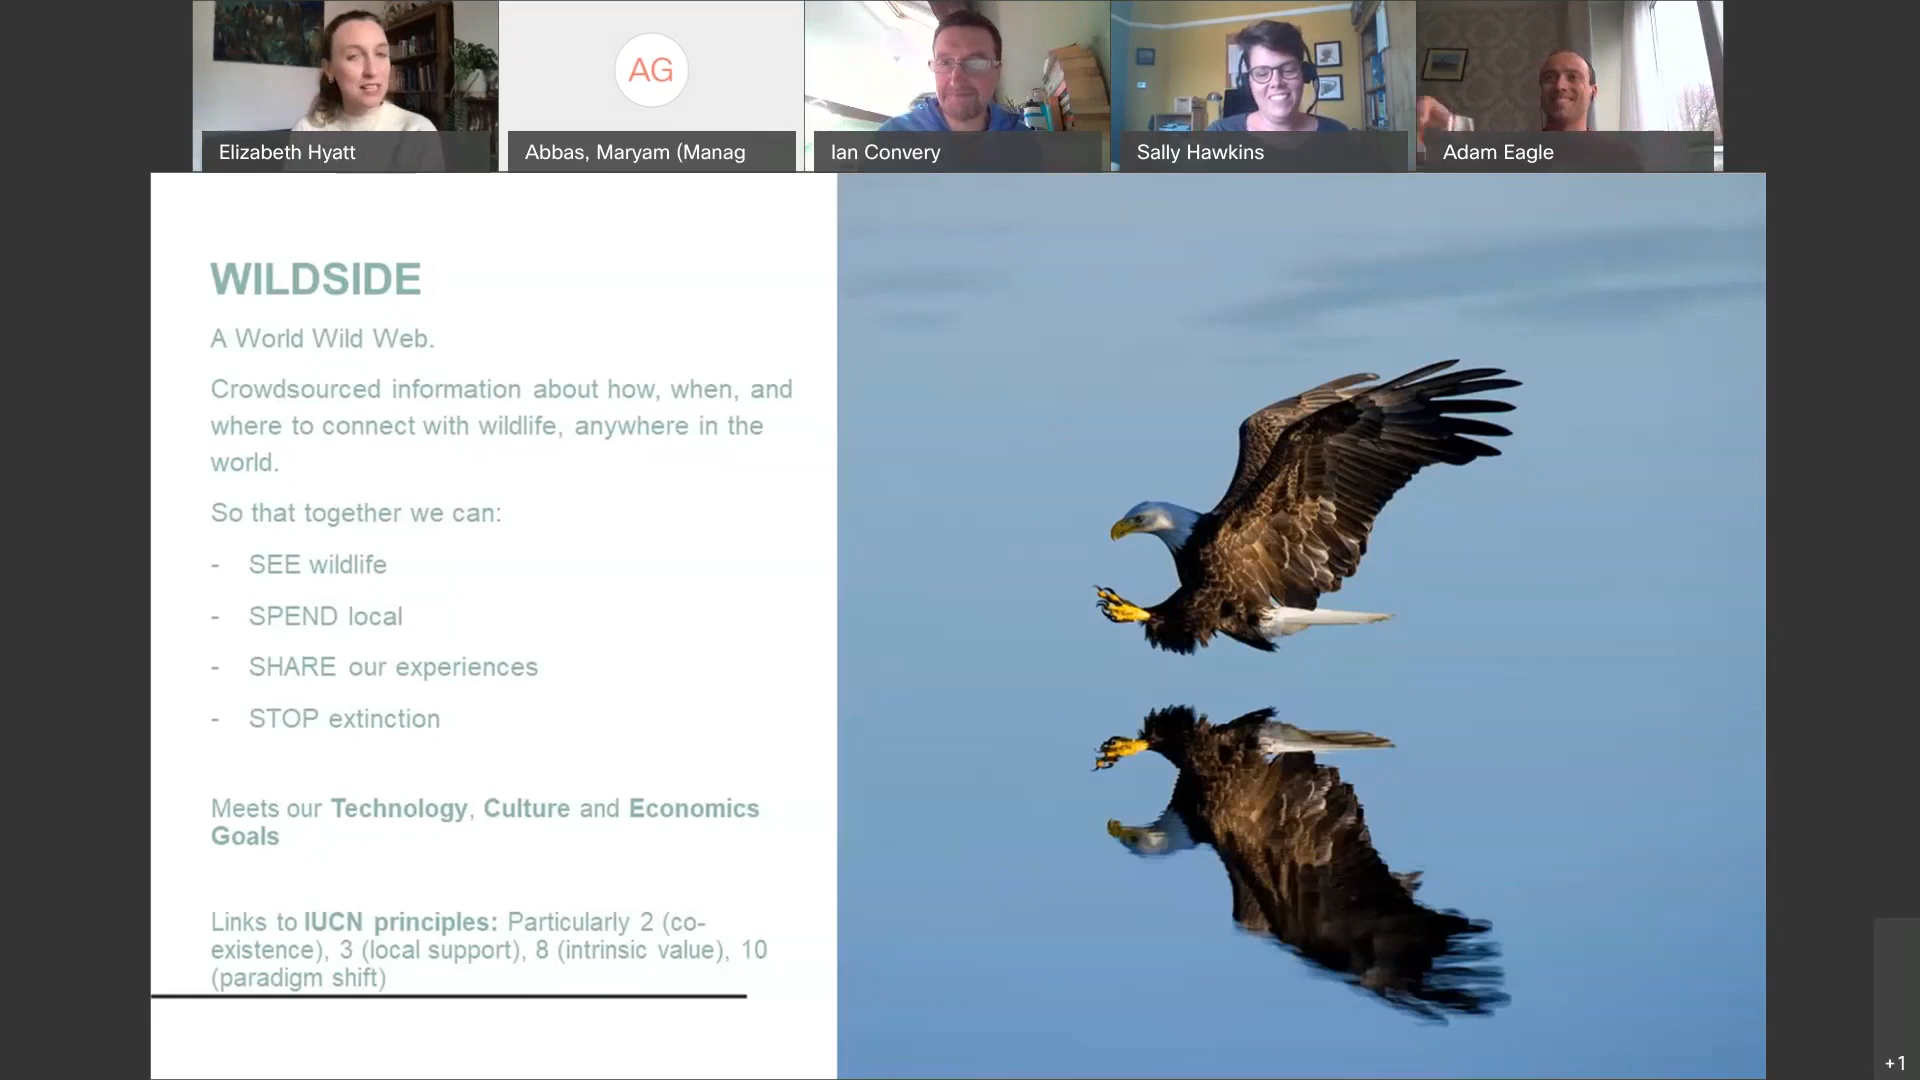 AG
Elizabeth Hyatt
Abbas, Maryam (Manag
Ian Convery
Sally Hawkins
Adam Eagle
WILDSIDE
A World Wild Web.
Crowdsourced information about how, when, and
where to connect with wildlife, anywhere in the
world.
So that together we can:
- SEE wildlife
- SPEND local
- SHARE our experiences
- STOP extinction
Meets our Technology, Culture and Economics
Goals
Links to IUCN principles: Particularly 2 (co-
existence), 3 (local support), 8 (intrinsic value), 10
(paradigm shift)
+1